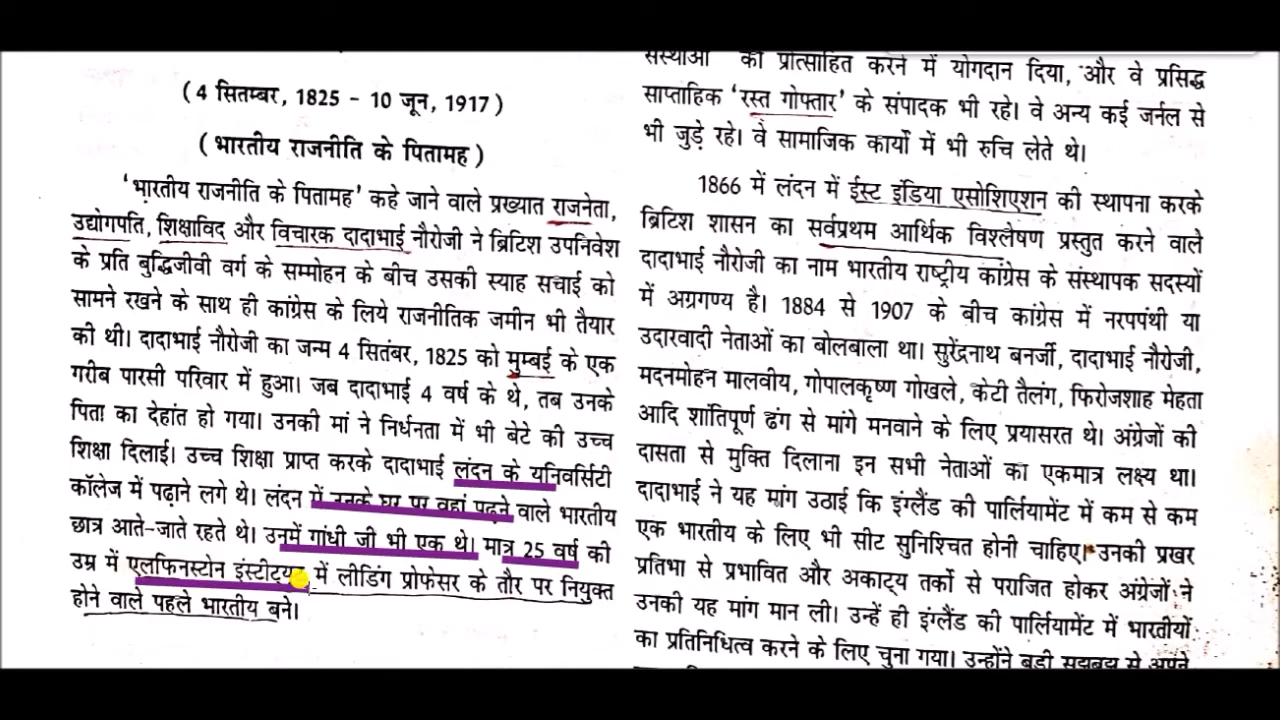 ( 4 सितम्बर, 1825 - 10 जून, 1917 )
( भारतीय राजनीति के पितामह )
'भारतीय राजनीति के पितामह' कहे जाने वाले प्रख्यात राजनेता,
उद्योगपति, शिक्षाविद और विचारक दादाभाई नौरोजी ने ब्रिटिश उपनिवेश
के प्रति बुद्धिजीवी वर्ग के सम्मोहन के बीच उसकी स्याह सचाई को
सामने रखने के साथ ही कांग्रेस के लिये राजनीतिक जमीन भी तैयार
की थी। दादाभाई नौरोजी का जन्म 4 सितंबर, 1825 को मुम्बई के एक
गरीब पारसी परिवार में हुआ। जब दादाभाई 4 वर्ष के थे, तब उनके
पिता का देहांत हो गया। उनकी मां ने निर्धनता में भी बेटे की उच्च
शिक्षा दिलाई। उच्च शिक्षा प्राप्त करके दादाभाई लंदन के यनिवर्सिटी
कॉलेज में पढ़ाने लगे थे। लंदन में उनके घर पर वहां पढ़ने वाले भारतीय
छात्र आते-जाते रहते थे। उनमें गांधी जी भी एक थे। मात्र 25 वर्ष की
उम्र में एलफिनस्टोन में लीडिंग प्रोफेसर के तौर पर नियुक्त
होने वाले पहले भारतीय बने।
संस्थाओं को प्रोत्साहित करने में योगदान दिया, और वे प्रसिद्ध
साप्ताहिक 'रस्त गोफ्तार' के संपादक भी रहे। वे अन्य कई जर्नल से
भी जुड़े रहे। वे सामाजिक कार्यो में भी रुचि लेते थे।
1866 में लंदन में ईस्ट इंडिया एसोशिएशन की स्थापना करके
ब्रिटिश शासन का सर्वप्रथम आर्थिक विश्लेषण प्रस्तुत करने वाले
दादाभाई नौरोजी का नाम भारतीय राष्ट्रीय कांग्रेस के संस्थापक सदस्यों
में अग्रगण्य है। 1884 से 1907 के बीच कांग्रेस में नरपपंथी या
उदारवादी नेताओं का बोलबाला था। सुरेंद्रनाथ बनर्जी, दादाभाई नौरोजी,
मदनमोहन मालवीय, गोपालकृष्ण गोखले, केटी तैलंग, फिरोजशाह मेहता
आदि शांतिपूर्ण ढंग से मांगे मनवाने के लिए प्रयासरत थे। अंग्रेजों की
दासता से मुक्ति दिलाना इन सभी नेताओं का एकमात्र लक्ष्य था।
दादाभाई ने यह मांग उठाई कि इंग्लैंड की पार्लियामेंट में कम से कम
एक भारतीय के लिए भी सीट सुनिश्चित होनी चाहिए। उनकी प्रखर
प्रतिभा से प्रभावित और अकाट्य तर्को से पराजित होकर अंग्रेजों ने
उनकी यह मांग मान ली। उन्हें ही इंग्लैंड की पार्लियामेंट में भारतीयों
का प्रतिनिधित्व करने के लिए चुना गया। उन्होंने बड़ी सूझबूझ से अपने